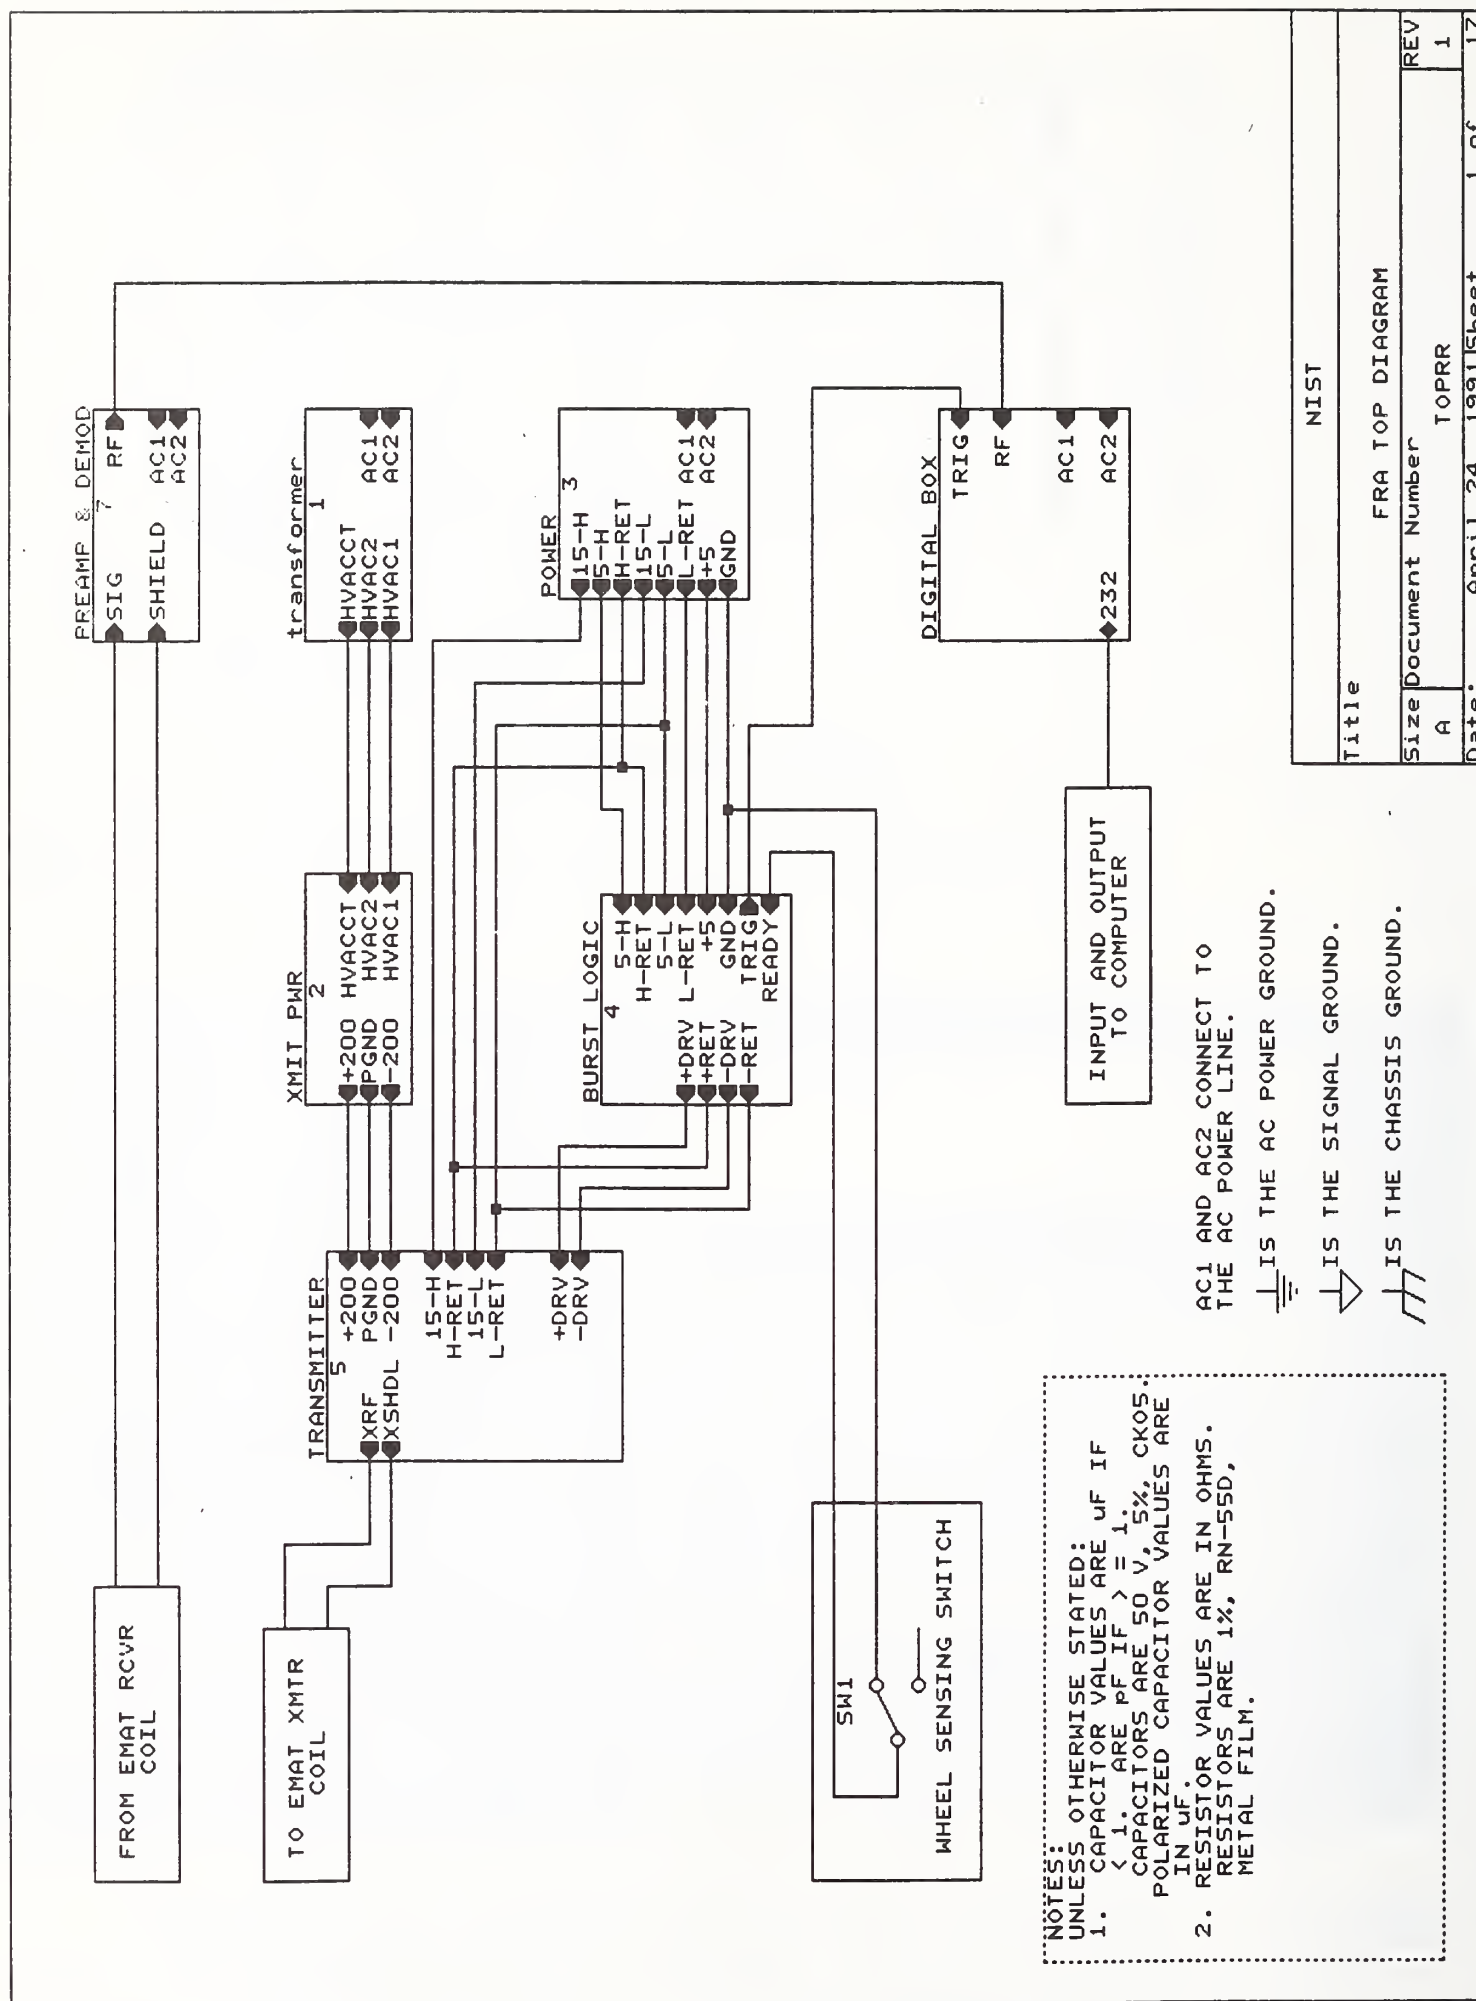 FROM EMAT RCVR
COIL
TO EMAT XMTR
COIL
PREAMP & DEMOD
7
SIG
SHIELD
RF
AC1
AC2
TRANSMITTER
5
XRF
XSHDL
+200
PGND
-200
15-H
H-RET
15-L
L-RET
+DRV
-DRV
XMIT PWR
2
+200
PGND
-200
HVACCT
HVAC2
HVAC1
transformer
1
HVACCT
HVAC2
HVAC1
AC1
AC2
BURST LOGIC
4
+DRV
+RET
-DRV
-RET
5-H
H-RET
5-L
L-RET
+5
GND
TRIG
READY
POWER
3
15-H
5-H
H-RET
15-L
5-L
L-RET
+5
GND
AC1
AC2
SW1
WHEEL SENSING SWITCH
DIGITAL BOX
232
TRIG
RF
AC1
AC2
INPUT AND OUTPUT
TO COMPUTER
NOTES:
UNLESS OTHERWISE STATED:
1. CAPACITOR VALUES ARE uF IF
< 1. ARE pF IF > = 1.
CAPACITORS ARE 50 V, 5%, CK05.
POLARIZED CAPACITOR VALUES ARE
IN uF.
2. RESISTOR VALUES ARE IN OHMS.
RESISTORS ARE 1%, RN-55D,
METAL FILM.
AC1 AND AC2 CONNECT TO
THE AC POWER LINE.
IS THE AC POWER GROUND.
IS THE SIGNAL GROUND.
IS THE CHASSIS GROUND.
NIST
Title
FRA TOP DIAGRAM
Size Document Number REV
A TOPRR 1
Date: April 24, 1991 Sheet 1 of 17